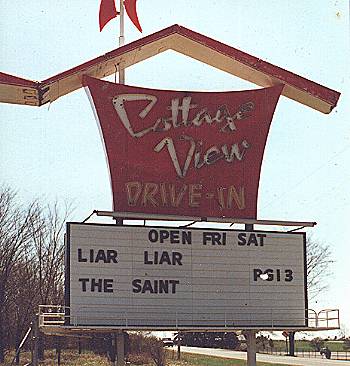 Cottage
View
DRIVE-IN
OPEN FRI SAT
LIAR LIAR
PG13
THE SAINT